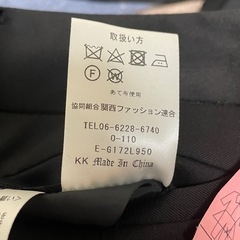 取扱い方
F
W
あて布使用
協同組合関西ファッション連合
TEL06-6228-6740
O-110
E-G172L950
KK Made In China